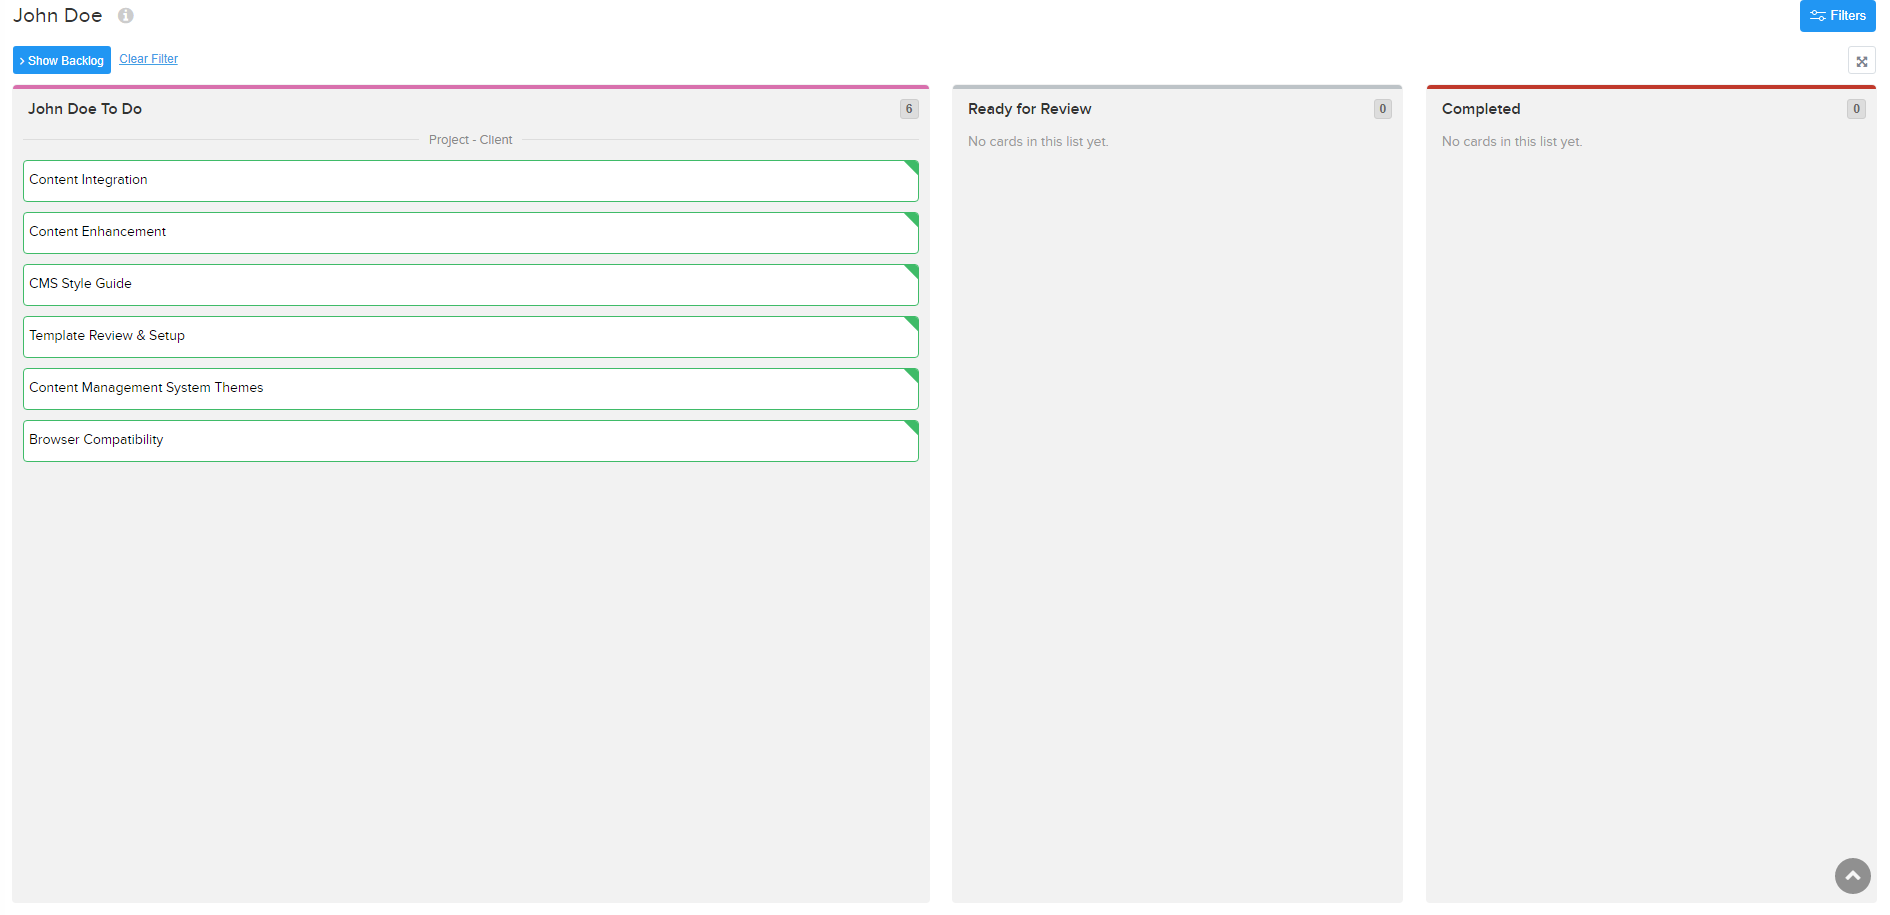 John Doe
Filters
Show Backlog
Clear Filter
John Doe To Do
6
Project - Client
Content Integration
Content Enhancement
CMS Style Guide
Template Review & Setup
Content Management System Themes
Browser Compatibility
Ready for Review
0
No cards in this list yet.
Completed
0
No cards in this list yet.